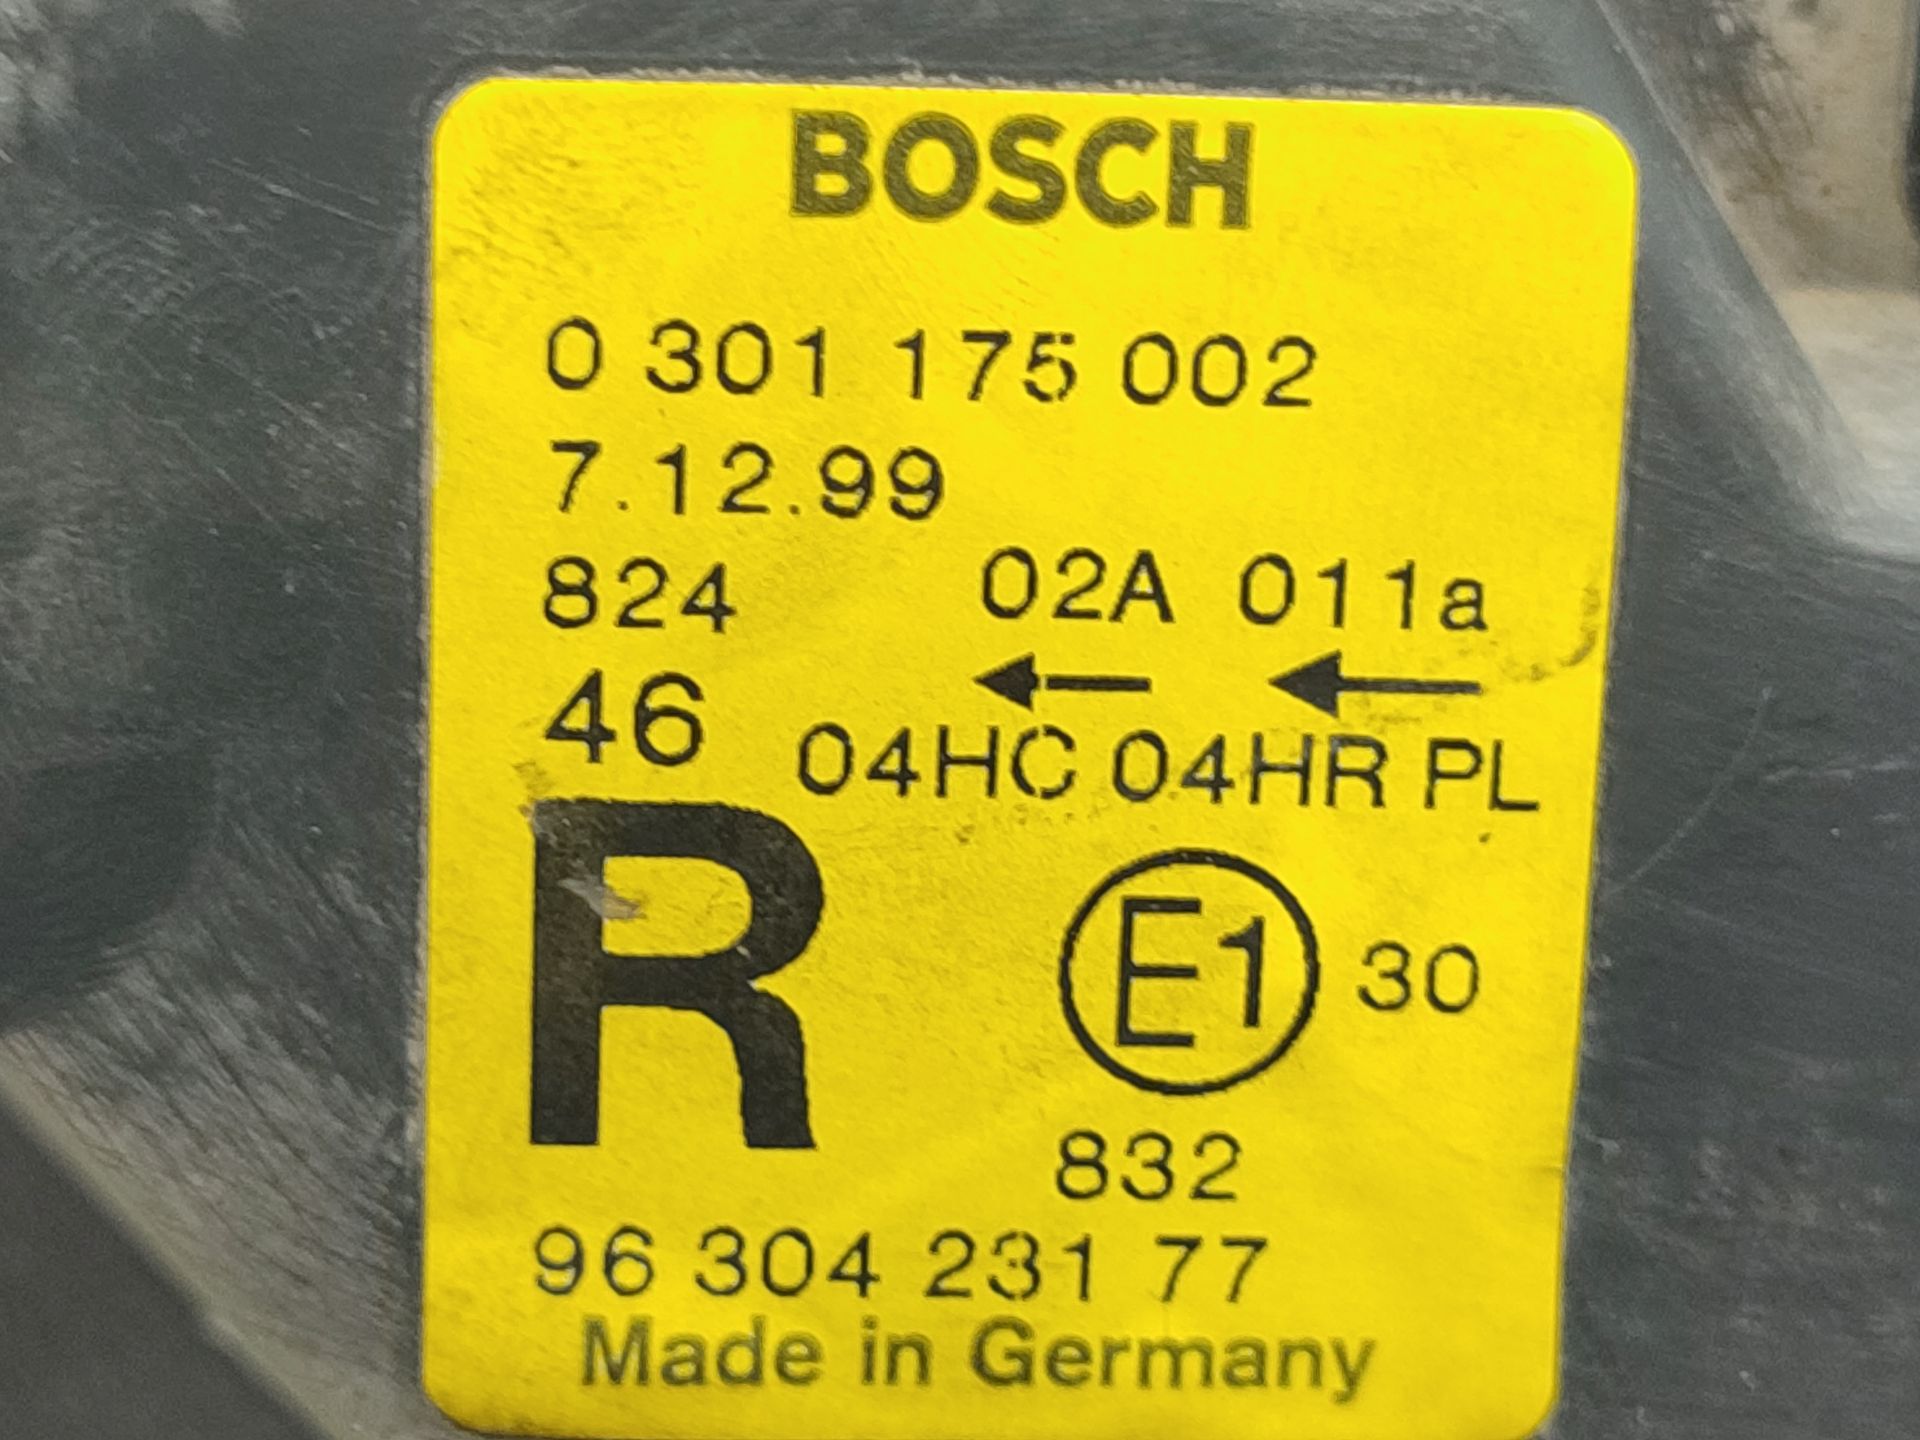 BOSCH
0 301 175 002
7.12.99
824 02A 011a
46 ← ←
04HC 04HR PL
R E1 30
832
96 304 231 77
Made in Germany